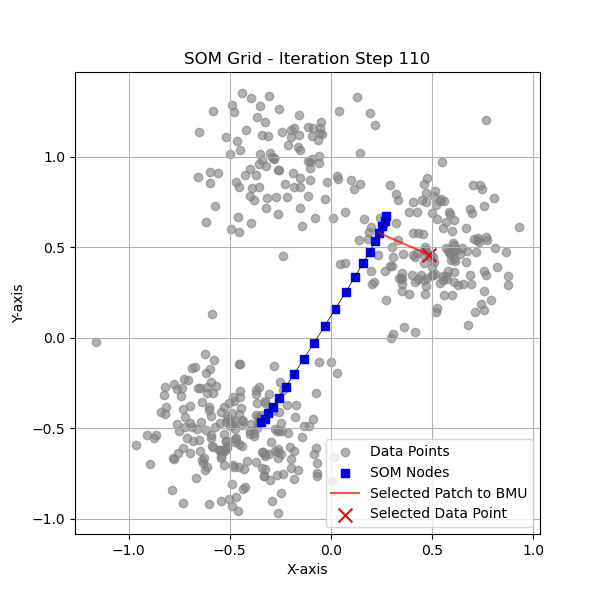 SOM Grid - Iteration Step 110
Y-axis
1.0
0.5
0.0
−0.5
−1.0
Data Points
SOM Nodes
Selected Patch to BMU
Selected Data Point
−1.0 −0.5 0.0 0.5 1.0
X-axis